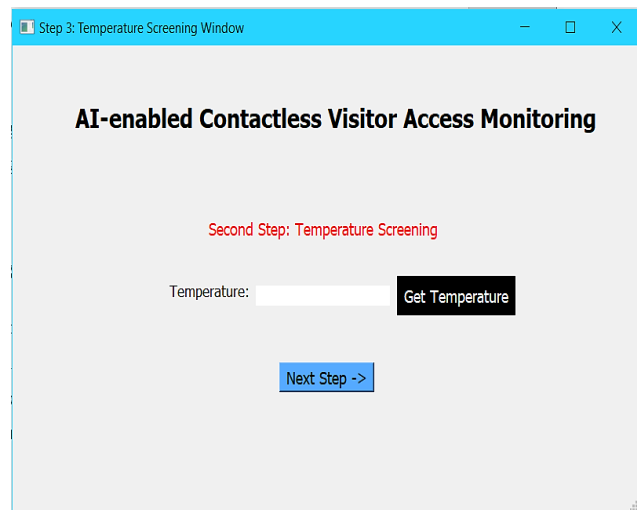 Step 3: Temperature Screening Window
AI-enabled Contactless Visitor Access Monitoring
Second Step: Temperature Screening
Temperature:
Get Temperature
Next Step ->